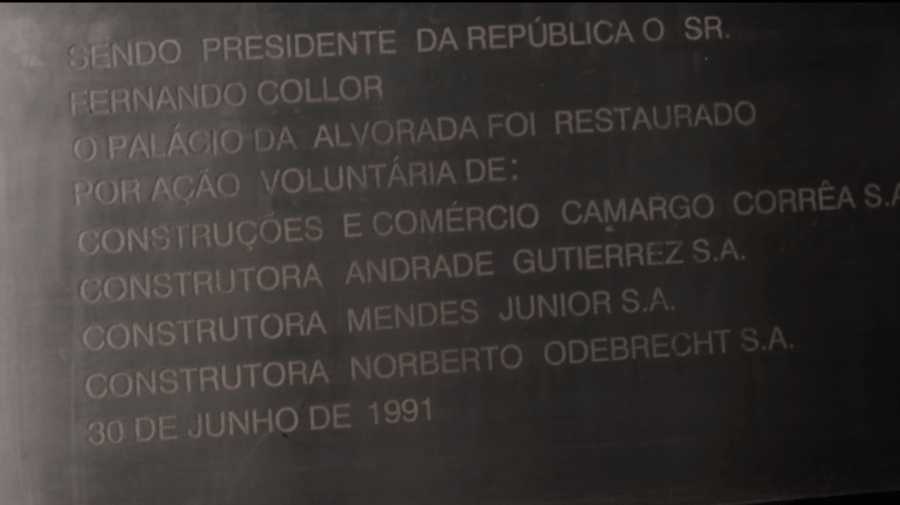 SENDO PRESIDENTE DA REPÚBLICA O SR.
FERNANDO COLLOR
O PALÁCIO DA ALVORADA FOI RESTAURADO
POR AÇÃO VOLUNTÁRIA DE:
CONSTRUÇÕES E COMÉRCIO CAMARGO CORRÊA S.A
CONSTRUTORA ANDRADE GUTIERREZ S.A.
CONSTRUTORA MENDES JUNIOR S.A.
CONSTRUTORA NORBERTO ODEBRECHT S.A.
30 DE JUNHO DE 1991